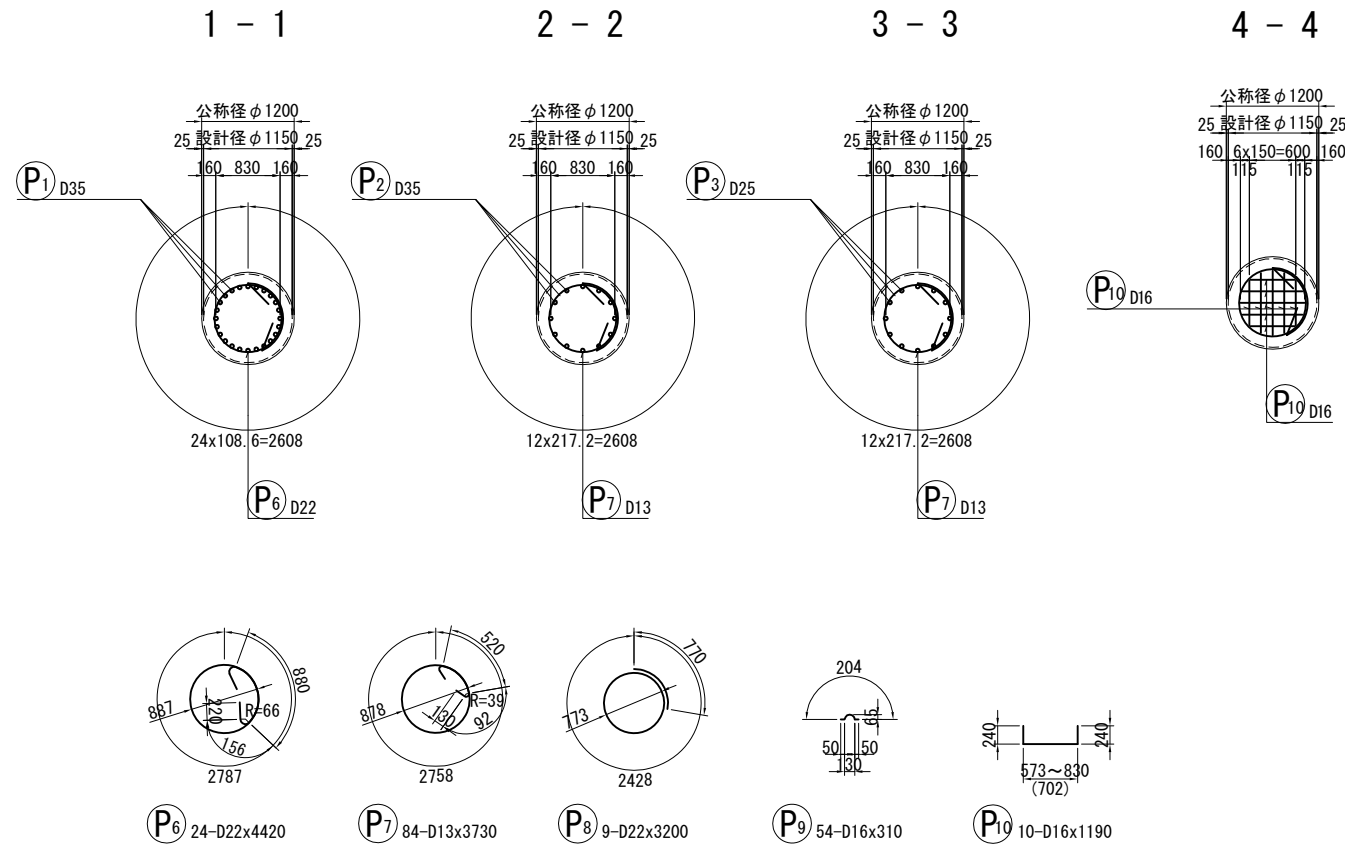 1 - 1
2 - 2
3 - 3
4 - 4
公称径φ1200
25 設計径φ1150 25
160 830 160
P1 D35
24x108.6=2608
P6 D22
公称径φ1200
25 設計径φ1150 25
160 830 160
P2 D35
12x217.2=2608
P7 D13
公称径φ1200
25 設計径φ1150 25
160 830 160
P3 D25
12x217.2=2608
P7 D13
公称径φ1200
25 設計径φ1150 25
160 6x150=600 160
115 115
P10 D16
P10 D16
880
887
220
R=66
156
2787
P6 24-D22x4420
520
878
130
R=39
92
2758
P7 84-D13x3730
770
773
2428
P8 9-D22x3200
204
65
50 50
130
P9 54-D16x310
240 240
573～830
(702)
P10 10-D16x1190